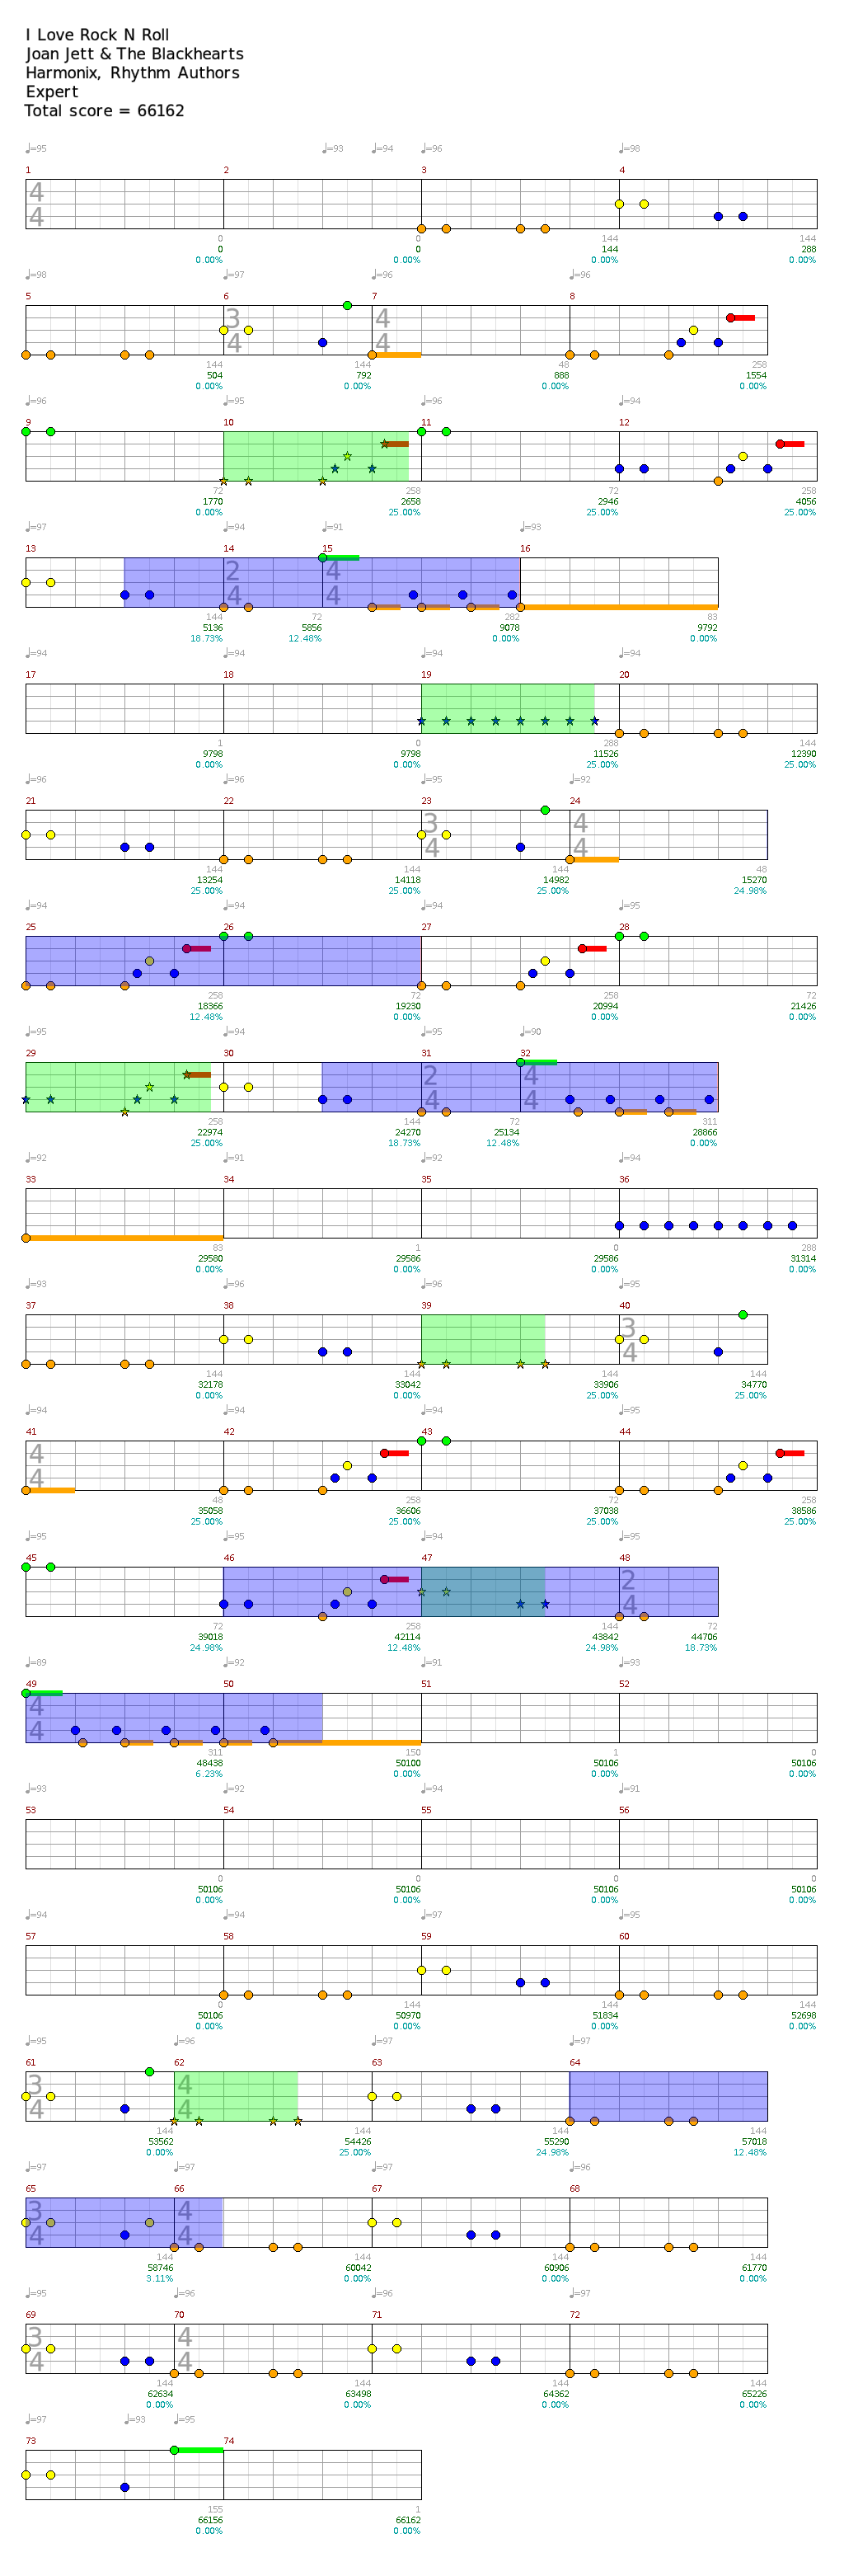 I Love Rock N Roll
Joan Jett & The Blackhearts
Harmonix, Rhythm Authors
Expert
Total score = 66162
♩=95 ♩=93 ♩=94 ♩=96 ♩=98
1 2 3 4
4
4
0 0 144 144
0 0 144 288
0.00% 0.00% 0.00% 0.00%
♩=98 ♩=97 ♩=96 ♩=96
5 6 7 8
3 4
4 4
144 144 48 258
504 792 888 1554
0.00% 0.00% 0.00% 0.00%
♩=96 ♩=95 ♩=96 ♩=96
9 10 11 12
72 258 72 258
1770 2658 2946 4056
0.00% 25.00% 25.00% 25.00%
♩=97 ♩=94 ♩=91 ♩=93
13 14 15 16
2 4
4 4
144 72 282 83
5136 5856 9078 9792
18.73% 12.48% 0.00% 0.00%
♩=94 ♩=94 ♩=94 ♩=94
17 18 19 20
1 0 288 144
9798 9798 11526 12390
0.00% 0.00% 25.00% 25.00%
♩=96 ♩=96 ♩=95 ♩=92
21 22 23 24
3 4
4 4
144 144 144 48
13254 14118 14982 15270
25.00% 25.00% 25.00% 24.98%
♩=94 ♩=94 ♩=94 ♩=95
25 26 27 28
258 72 258 72
18366 19230 20994 21426
12.48% 0.00% 0.00% 0.00%
♩=95 ♩=94 ♩=95 ♩=90
29 30 31 32
2 4
4 4
258 144 72 311
22974 24270 25134 28866
25.00% 18.73% 12.48% 0.00%
♩=92 ♩=91 ♩=92 ♩=94
33 34 35 36
83 1 0 288
29580 29586 29586 31314
0.00% 0.00% 0.00% 0.00%
♩=93 ♩=96 ♩=96 ♩=95
37 38 39 40
3
4
144 144 144 144
32178 33042 33906 34770
0.00% 0.00% 25.00% 25.00%
♩=94 ♩=94 ♩=94 ♩=95
41 42 43 44
4
4
48 258 72 258
35058 36606 37038 38586
25.00% 25.00% 25.00% 25.00%
♩=95 ♩=95 ♩=94 ♩=95
45 46 47 48
2
4
72 258 144 72
39018 42114 43842 44706
24.98% 12.48% 24.98% 18.73%
♩=89 ♩=92 ♩=91 ♩=93
49 50 51 52
4
4
311 150 1 0
48438 50100 50106 50106
6.23% 0.00% 0.00% 0.00%
♩=93 ♩=92 ♩=94 ♩=91
53 54 55 56
0 0 0 0
50106 50106 50106 50106
0.00% 0.00% 0.00% 0.00%
♩=94 ♩=94 ♩=97 ♩=95
57 58 59 60
0 144 144 144
50106 50970 51834 52698
0.00% 0.00% 0.00% 0.00%
♩=95 ♩=96 ♩=97 ♩=97
61 62 63 64
3 4
4 4
144 144 144 144
53562 54426 55290 57018
0.00% 25.00% 24.98% 12.48%
♩=97 ♩=97 ♩=97 ♩=96
65 66 67 68
3 4
4 4
144 144 144 144
58746 60042 60906 61770
3.11% 0.00% 0.00% 0.00%
♩=95 ♩=96 ♩=96 ♩=97
69 70 71 72
3 4
4 4
144 144 144 144
62634 63498 64362 65226
0.00% 0.00% 0.00% 0.00%
♩=97 ♩=93 ♩=95
73 74
155 1
66156 66162
0.00% 0.00%